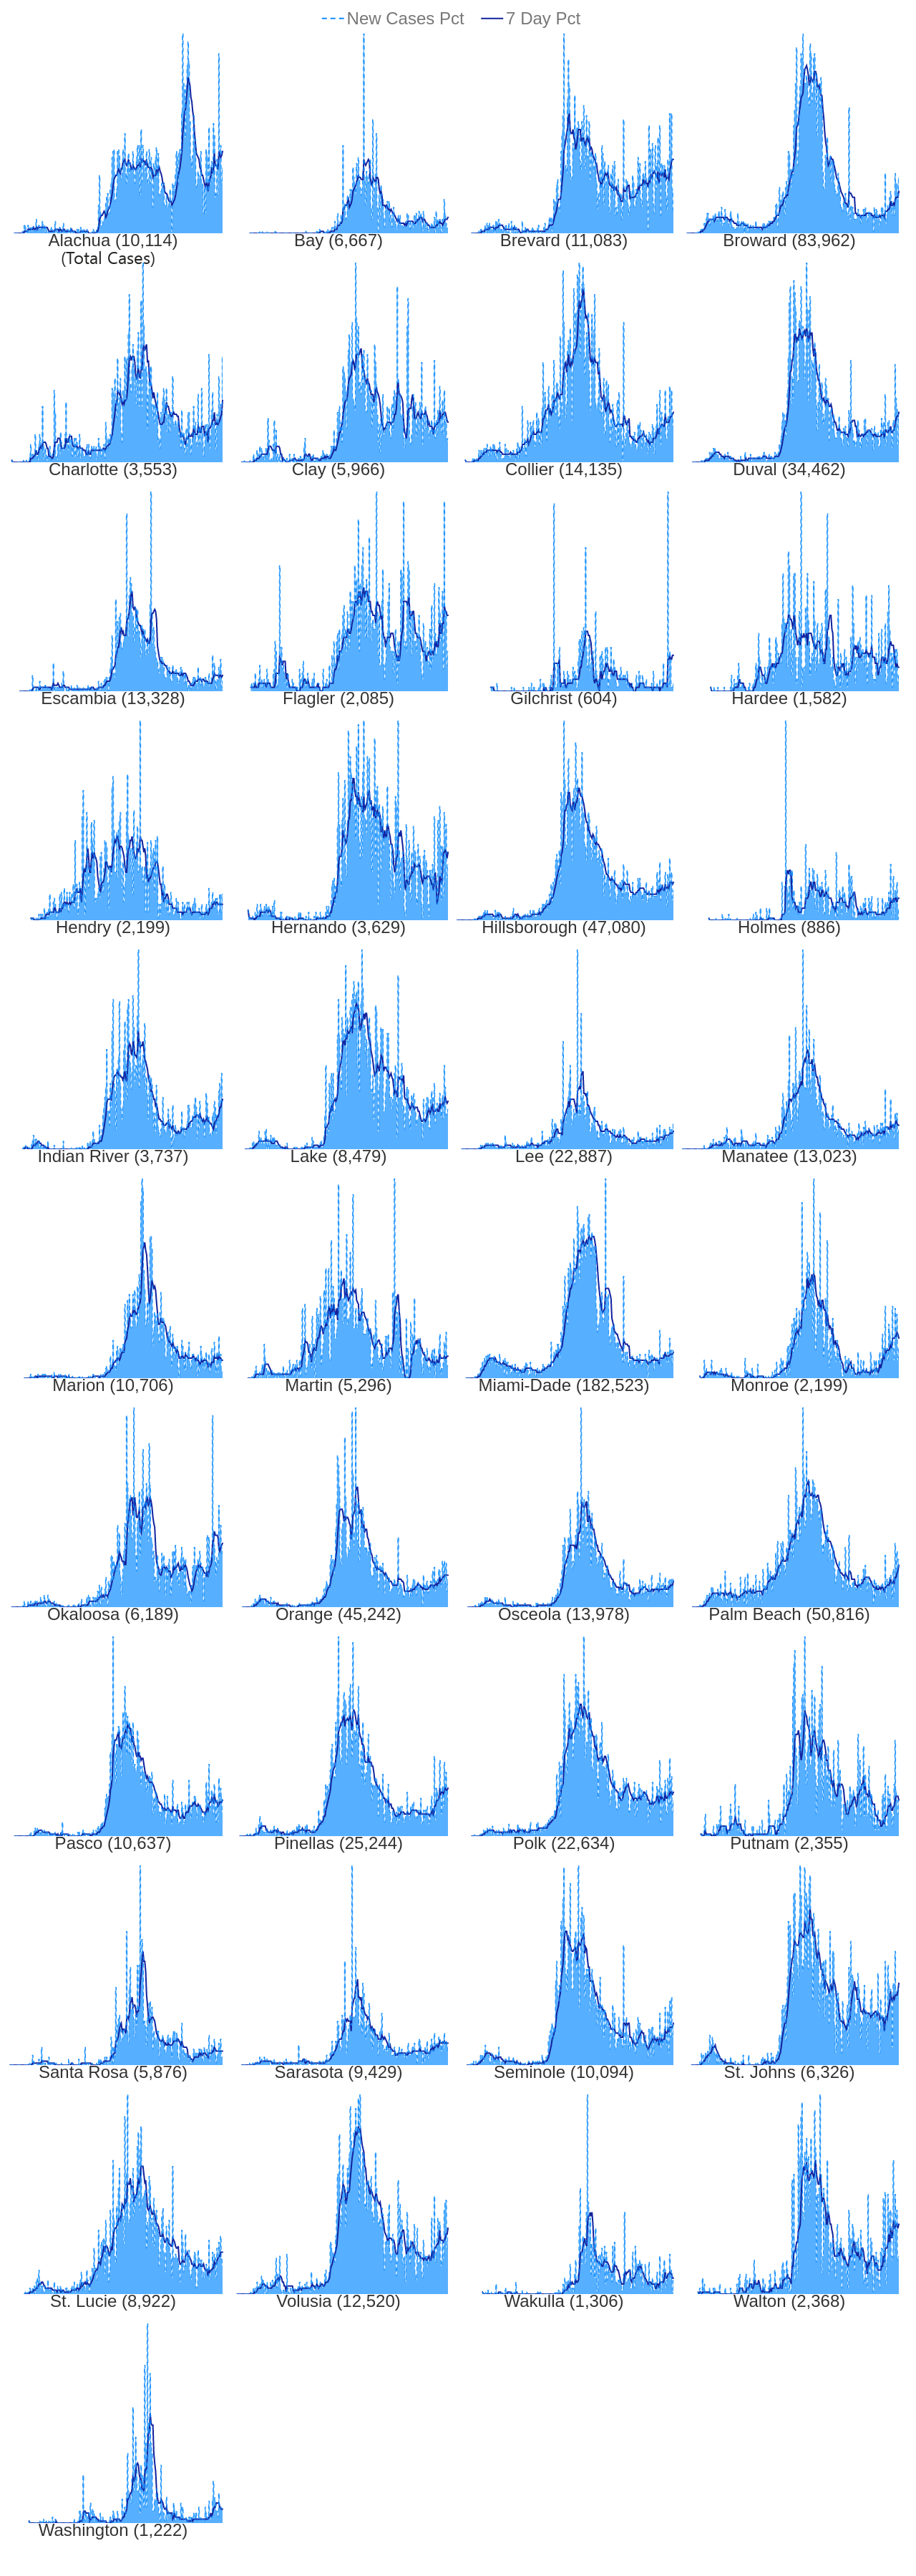 New Cases Pct 7 Day Pct
Alachua (10,114) Bay (6,667) Brevard (11,083) Broward (83,962)
(Total Cases)
Charlotte (3,553) Clay (5,966) Collier (14,135) Duval (34,462)
Escambia (13,328) Flagler (2,085) Gilchrist (604) Hardee (1,582)
Hendry (2,199) Hernando (3,629) Hillsborough (47,080) Holmes (886)
Indian River (3,737) Lake (8,479) Lee (22,887) Manatee (13,023)
Marion (10,706) Martin (5,296) Miami-Dade (182,523) Monroe (2,199)
Okaloosa (6,189) Orange (45,242) Osceola (13,978) Palm Beach (50,816)
Pasco (10,637) Pinellas (25,244) Polk (22,634) Putnam (2,355)
Santa Rosa (5,876) Sarasota (9,429) Seminole (10,094) St. Johns (6,326)
St. Lucie (8,922) Volusia (12,520) Wakulla (1,306) Walton (2,368)
Washington (1,222)